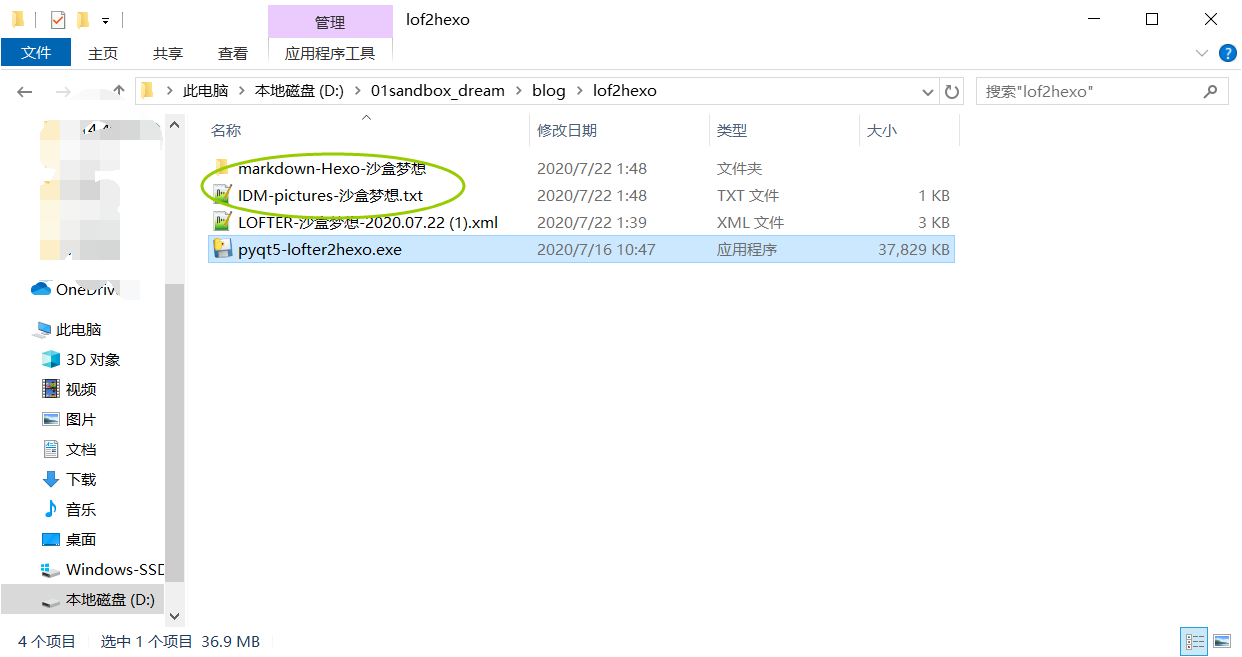 管理
lof2hexo
文件 主页 共享 查看 应用程序工具
此电脑 > 本地磁盘 (D:) > 01sandbox_dream > blog > lof2hexo
搜索"lof2hexo"
名称 修改日期 类型 大小
markdown-Hexo-沙盒梦想 2020/7/22 1:48 文件夹
IDM-pictures-沙盒梦想.txt 2020/7/22 1:48 TXT 文件 1 KB
LOFTER-沙盒梦想-2020.07.22 (1).xml 2020/7/22 1:39 XML 文件 3 KB
pyqt5-lofter2hexo.exe 2020/7/16 10:47 应用程序 37,829 KB
OneDriv
此电脑
3D 对象
视频
图片
文档
下载
音乐
桌面
Windows-SSD
本地磁盘 (D:)
4 个项目 选中 1 个项目 36.9 MB